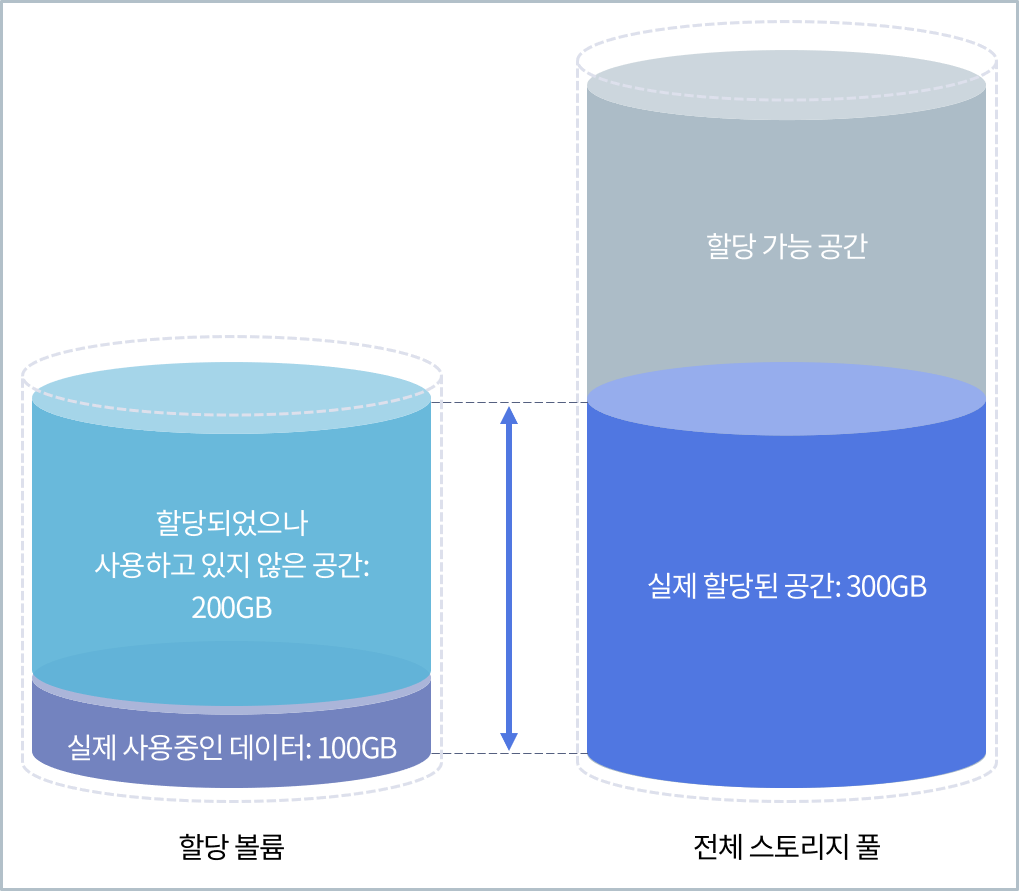 할당 가능 공간
할당되었으나
사용하고 있지 않은 공간:
200GB
실제 할당된 공간: 300GB
실제 사용중인 데이터: 100GB
할당 볼륨
전체 스토리지 풀